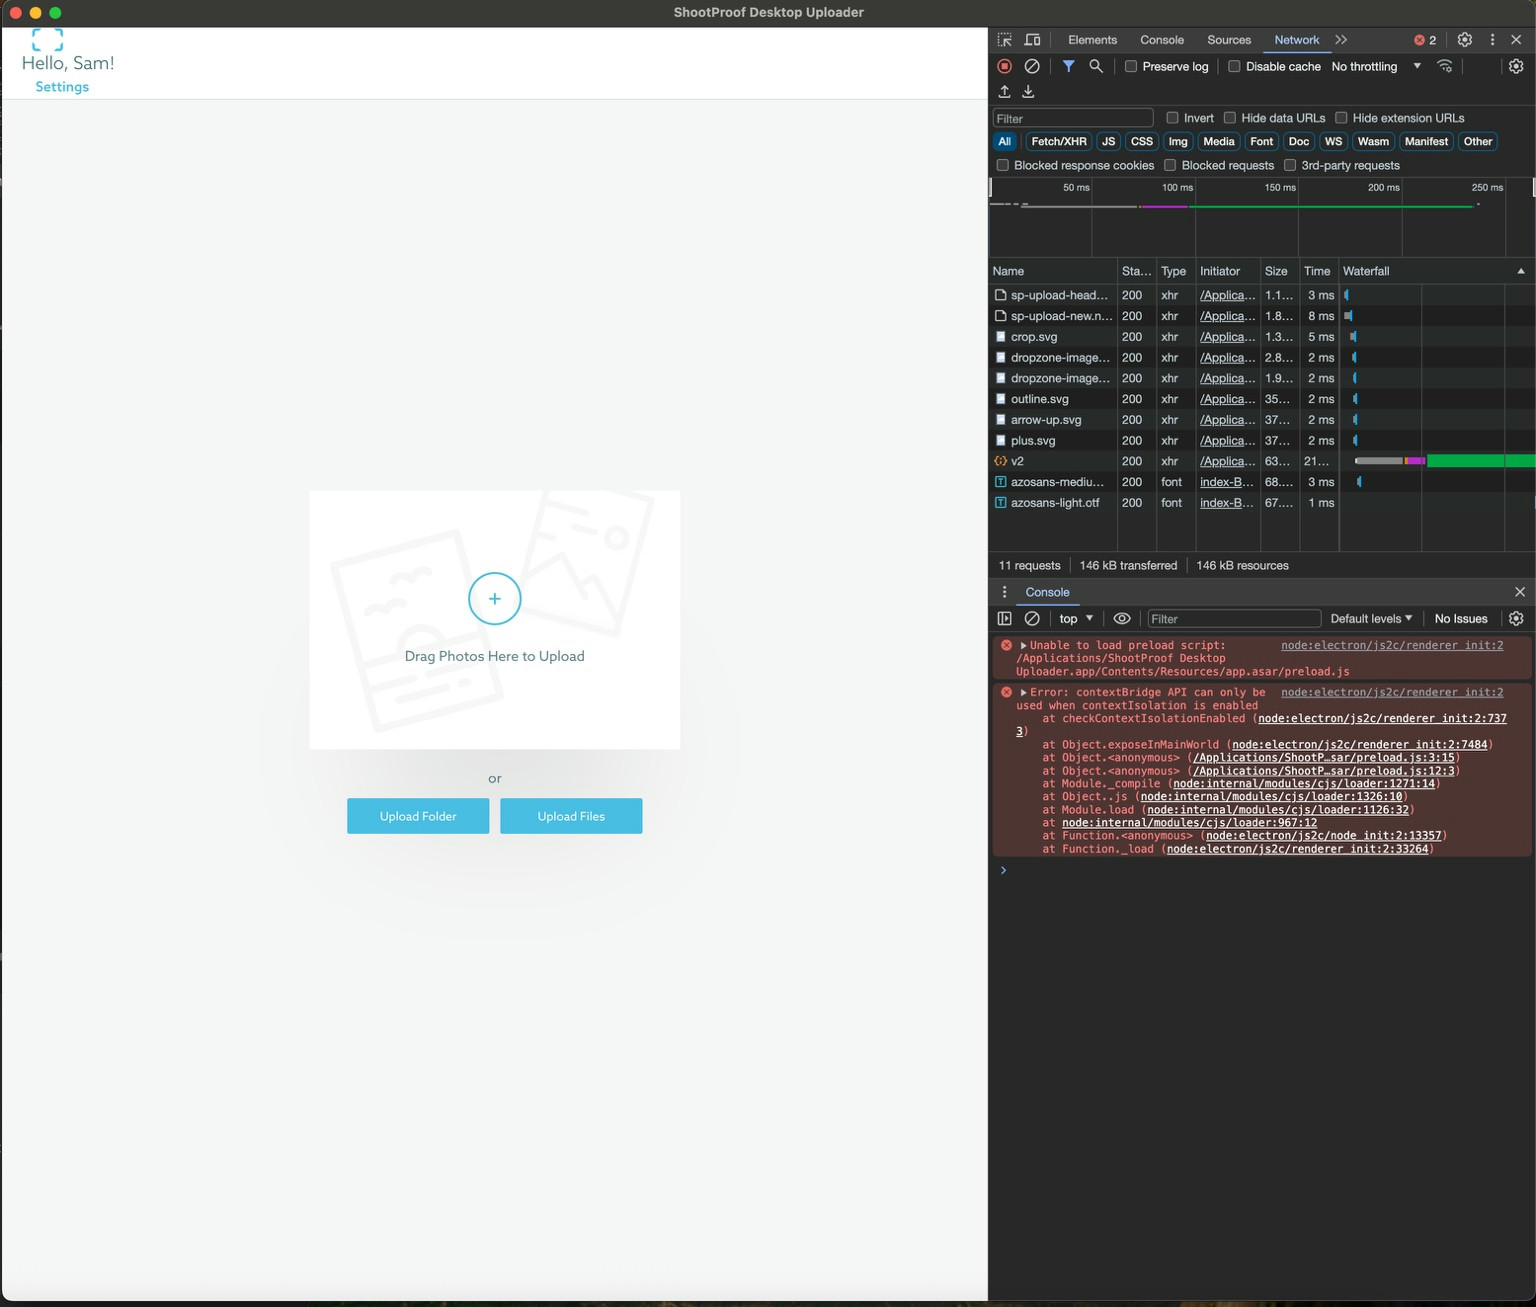 ShootProof Desktop Uploader
Hello, Sam!
Settings
Drag Photos Here to Upload
or
Upload Folder
Upload Files
Elements Console Sources Network 2
Preserve log Disable cache No throttling
Filter Invert Hide data URLs Hide extension URLs
All Fetch/XHR JS CSS Img Media Font Doc WS Wasm Manifest Other
Blocked response cookies Blocked requests 3rd-party requests
50 ms 100 ms 150 ms 200 ms 250 ms
Name Sta... Type Initiator Size Time Waterfall
sp-upload-head... 200 xhr /Applica... 1.1... 3 ms
sp-upload-new.n... 200 xhr /Applica... 1.8... 8 ms
crop.svg 200 xhr /Applica... 1.3... 5 ms
dropzone-image... 200 xhr /Applica... 2.8... 2 ms
dropzone-image... 200 xhr /Applica... 1.9... 2 ms
outline.svg 200 xhr /Applica... 35... 2 ms
arrow-up.svg 200 xhr /Applica... 37... 2 ms
plus.svg 200 xhr /Applica... 37... 2 ms
v2 200 xhr /Applica... 63... 21...
azosans-mediu... 200 font index-B... 68.... 3 ms
azosans-light.otf 200 font index-B... 67.... 1 ms
11 requests 146 kB transferred 146 kB resources
Console
top Filter Default levels No Issues
Unable to load preload script: node:electron/js2c/renderer_init:2
/Applications/ShootProof Desktop
Uploader.app/Contents/Resources/app.asar/preload.js
Error: contextBridge API can only be node:electron/js2c/renderer_init:2
used when contextIsolation is enabled
at checkContextIsolationEnabled (node:electron/js2c/renderer_init:2:737
3)
at Object.exposeInMainWorld (node:electron/js2c/renderer_init:2:7484)
at Object.<anonymous> (/Applications/ShootP…sar/preload.js:3:15)
at Object.<anonymous> (/Applications/ShootP…sar/preload.js:12:3)
at Module._compile (node:internal/modules/cjs/loader:1271:14)
at Object..js (node:internal/modules/cjs/loader:1326:10)
at Module.load (node:internal/modules/cjs/loader:1126:32)
at node:internal/modules/cjs/loader:967:12
at Function.<anonymous> (node:electron/js2c/node_init:2:13357)
at Function._load (node:electron/js2c/renderer_init:2:33264)